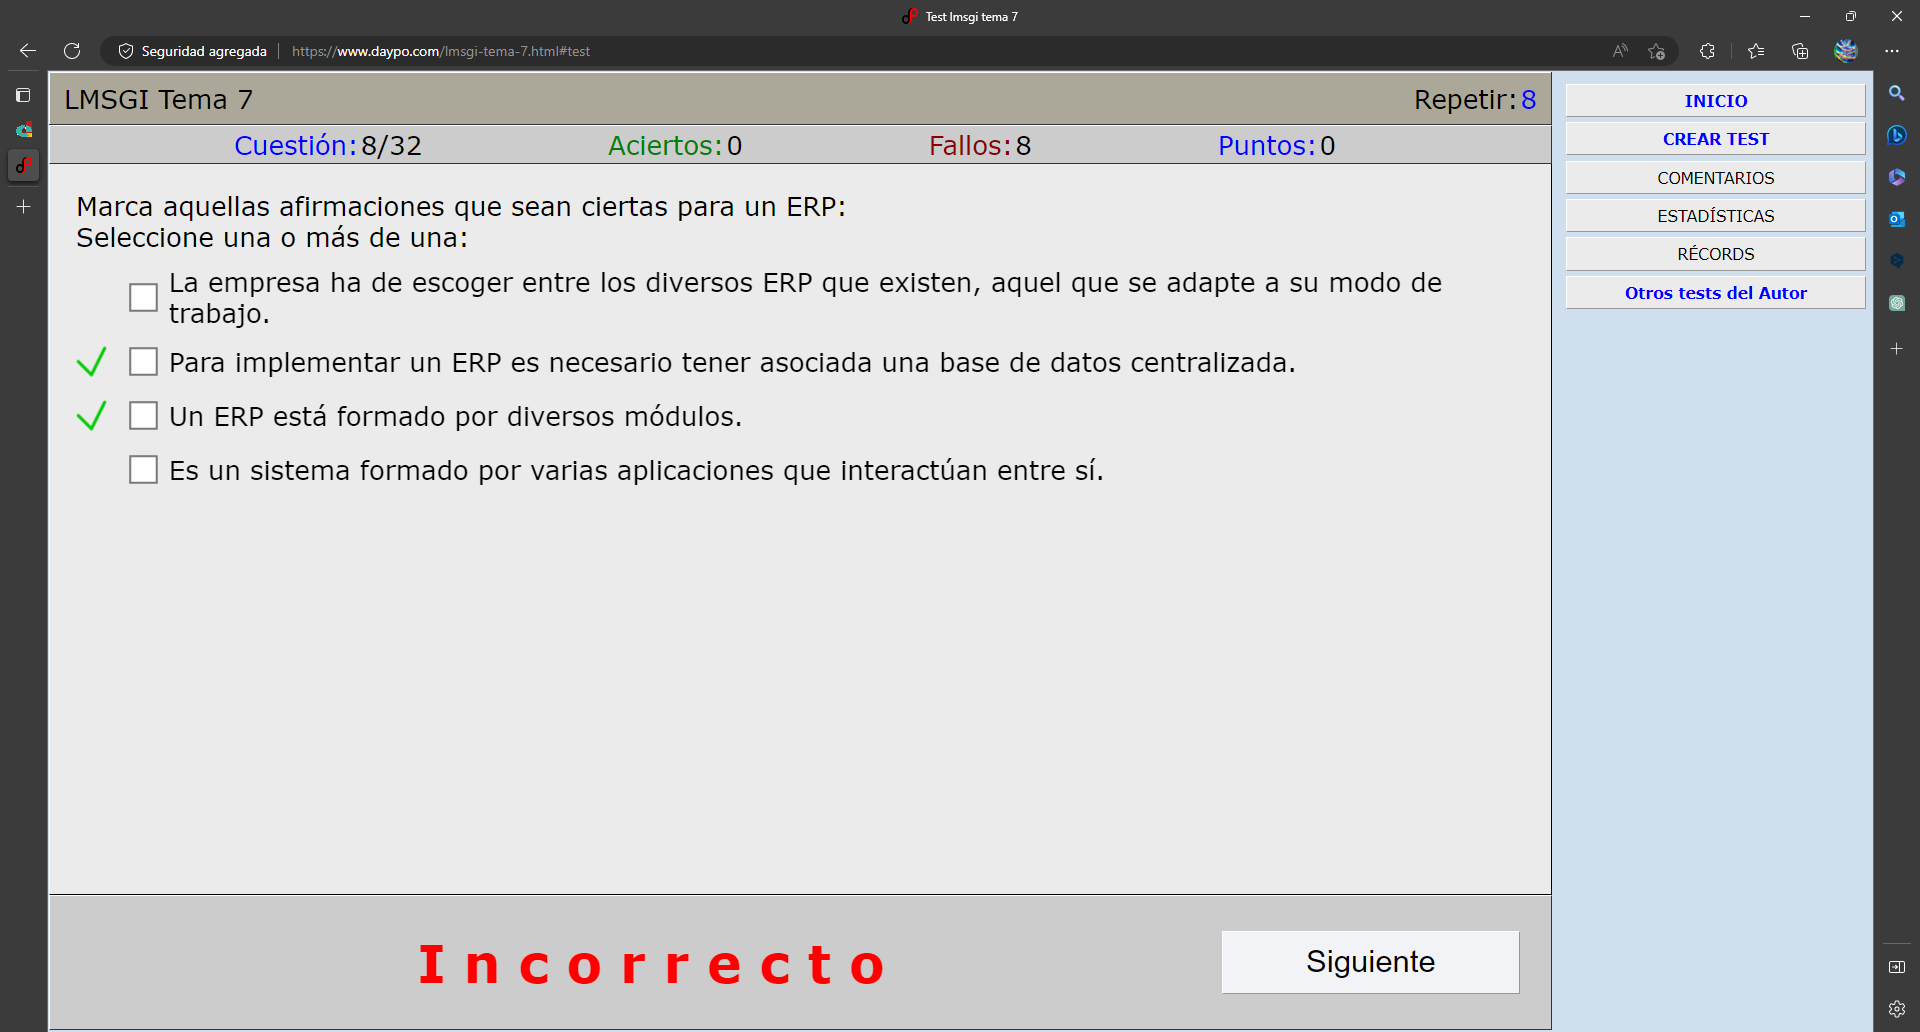 Test lmsgi tema 7
Seguridad agregada
https://www.daypo.com/lmsgi-tema-7.html#test
LMSGI Tema 7
Repetir:8
Cuestión:8/32
Aciertos:0
Fallos:8
Puntos:0
Marca aquellas afirmaciones que sean ciertas para un ERP:
Seleccione una o más de una:
La empresa ha de escoger entre los diversos ERP que existen, aquel que se adapte a su modo de
trabajo.
Para implementar un ERP es necesario tener asociada una base de datos centralizada.
Un ERP está formado por diversos módulos.
Es un sistema formado por varias aplicaciones que interactúan entre sí.
Incorrecto
Siguiente
INICIO
CREAR TEST
COMENTARIOS
ESTADÍSTICAS
RÉCORDS
Otros tests del Autor